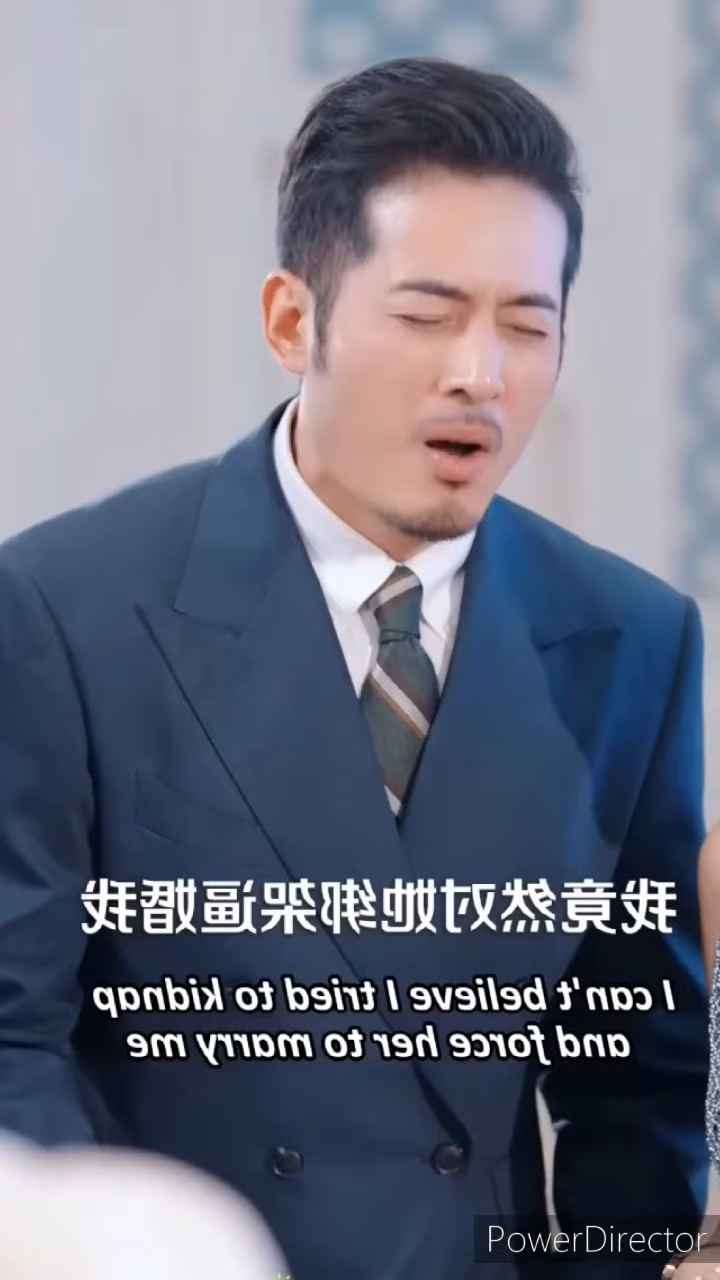 我竟然对她绑架逼婚我
I can't believe I tried to kidnap
and force her to marry me
PowerDirector